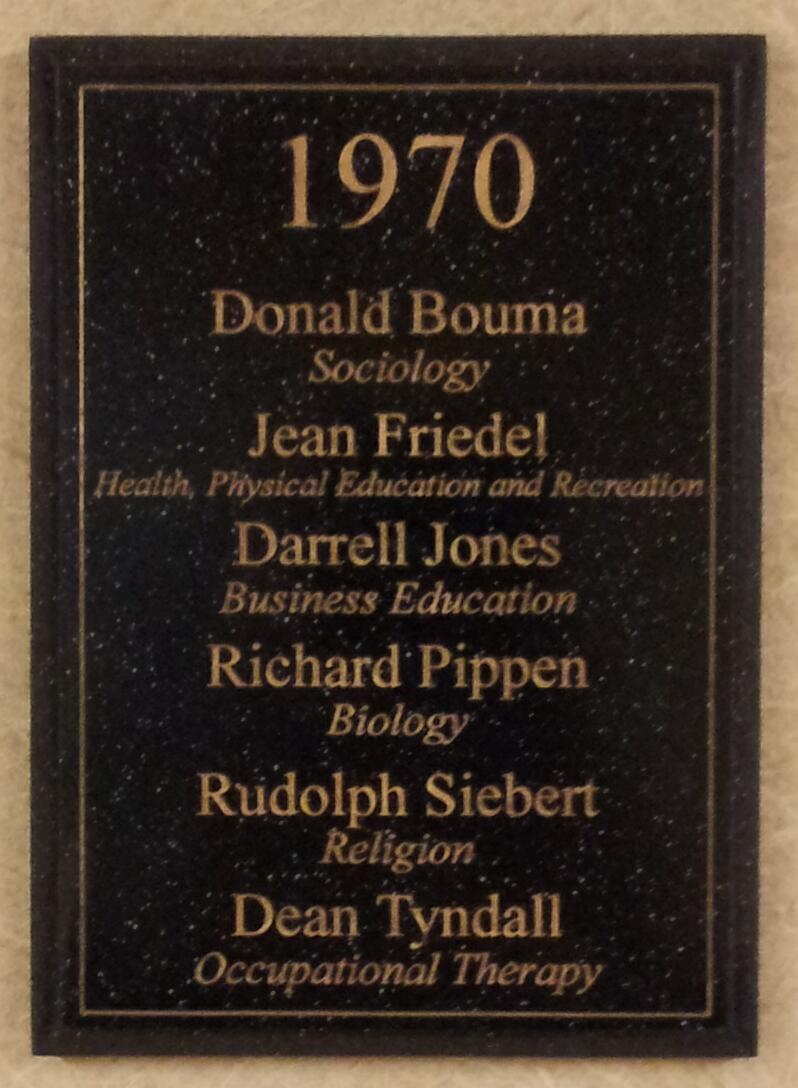 1970
Donald Bouma
Sociology
Jean Friedel
Health, Physical Education and Recreation
Darrell Jones
Business Education
Richard Pippen
Biology
Rudolph Siebert
Religion
Dean Tyndall
Occupational Therapy